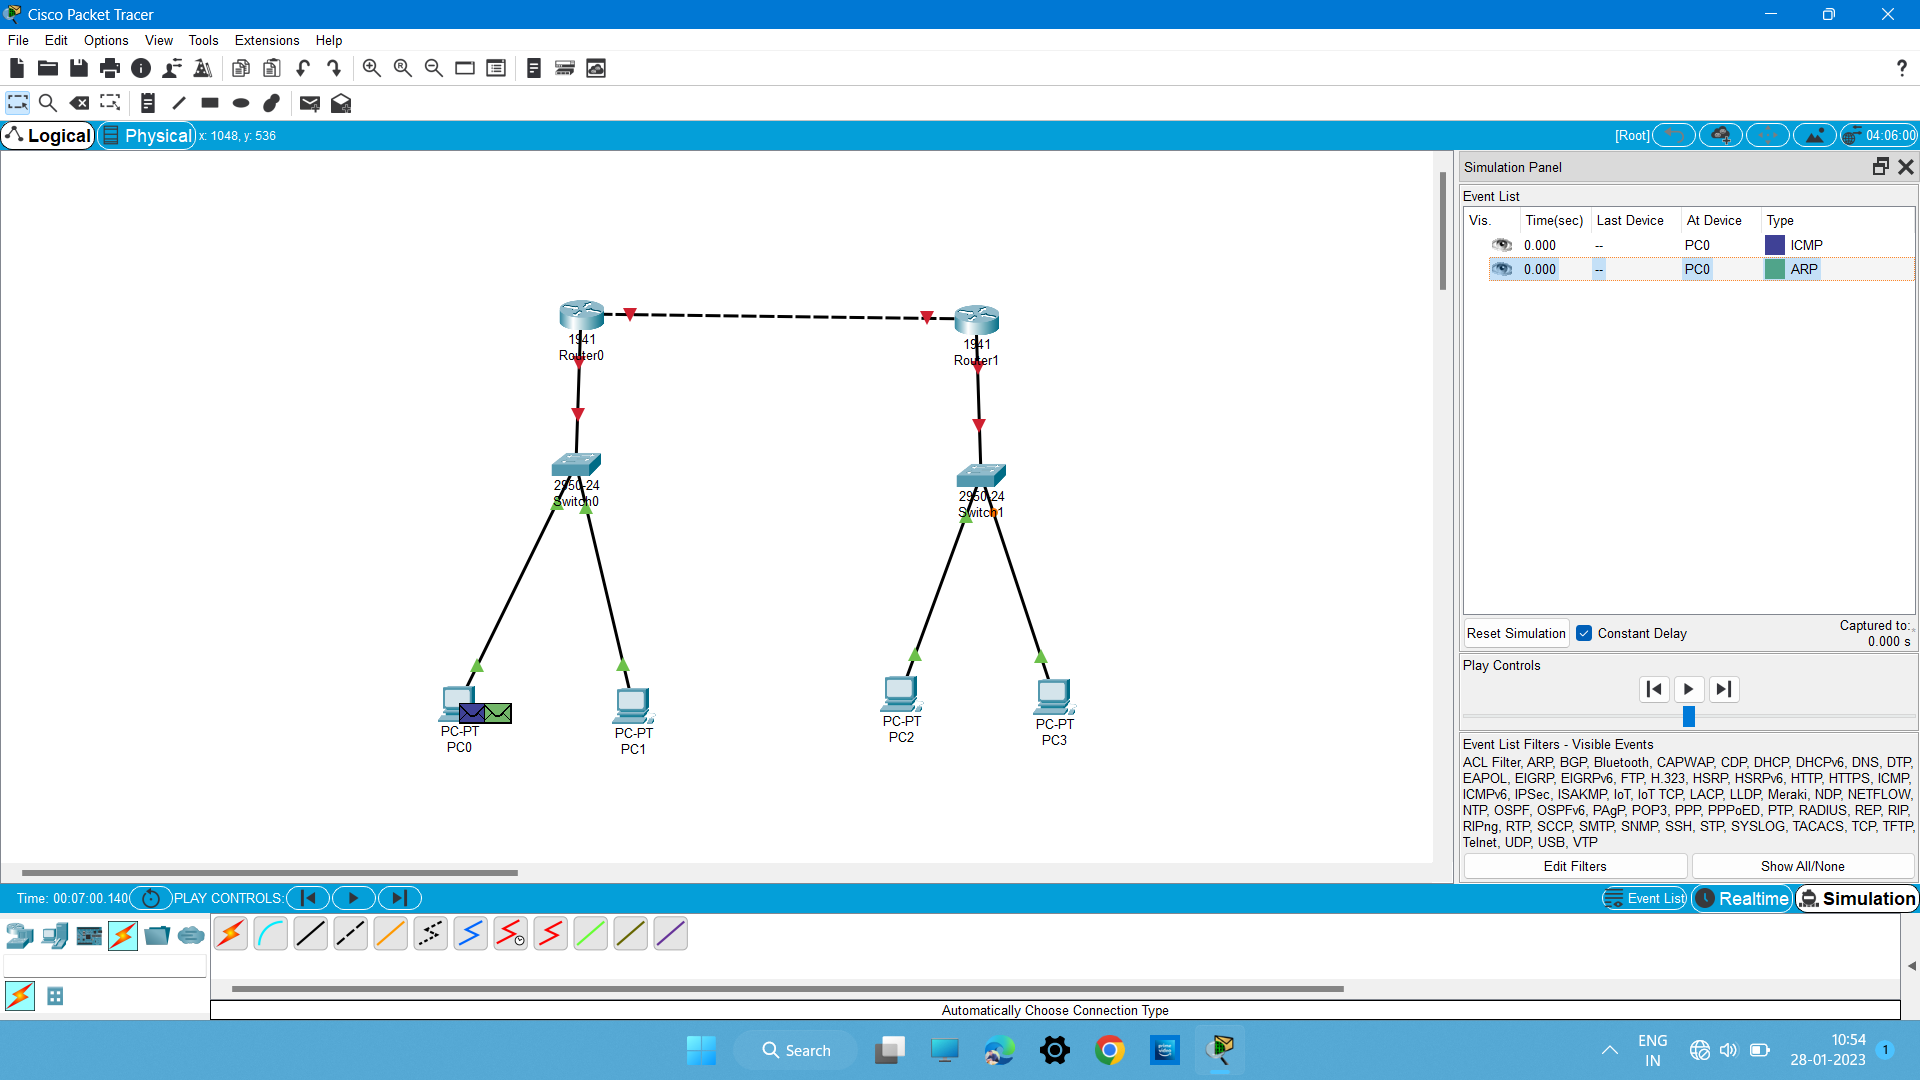 Cisco Packet Tracer
File Edit Options View Tools Extensions Help
?
Logical Physical x: 1048, y: 536 [Root] 04:06:00
Simulation Panel
Event List
Vis. Time(sec) Last Device At Device Type
0.000 -- PC0 ICMP
0.000 -- PC0 ARP
1941
Router0
1941
Router1
2950-24
Switch0
2950-24
Switch1
PC-PT
PC0
PC-PT
PC1
PC-PT
PC2
PC-PT
PC3
Reset Simulation Constant Delay Captured to:
0.000 s
Play Controls
Event List Filters - Visible Events
ACL Filter, ARP, BGP, Bluetooth, CAPWAP, CDP, DHCP, DHCPv6, DNS, DTP,
EAPOL, EIGRP, EIGRPv6, FTP, H.323, HSRP, HSRPv6, HTTP, HTTPS, ICMP,
ICMPv6, IPSec, ISAKMP, IoT, IoT TCP, LACP, LLDP, Meraki, NDP, NETFLOW,
NTP, OSPF, OSPFv6, PAgP, POP3, PPP, PPPoED, PTP, RADIUS, REP, RIP,
RIPng, RTP, SCCP, SMTP, SNMP, SSH, STP, SYSLOG, TACACS, TCP, TFTP,
Telnet, UDP, USB, VTP
Edit Filters Show All/None
Time: 00:07:00.140 PLAY CONTROLS: Event List Realtime Simulation
Automatically Choose Connection Type
Search
ENG
IN
10:54
28-01-2023
1